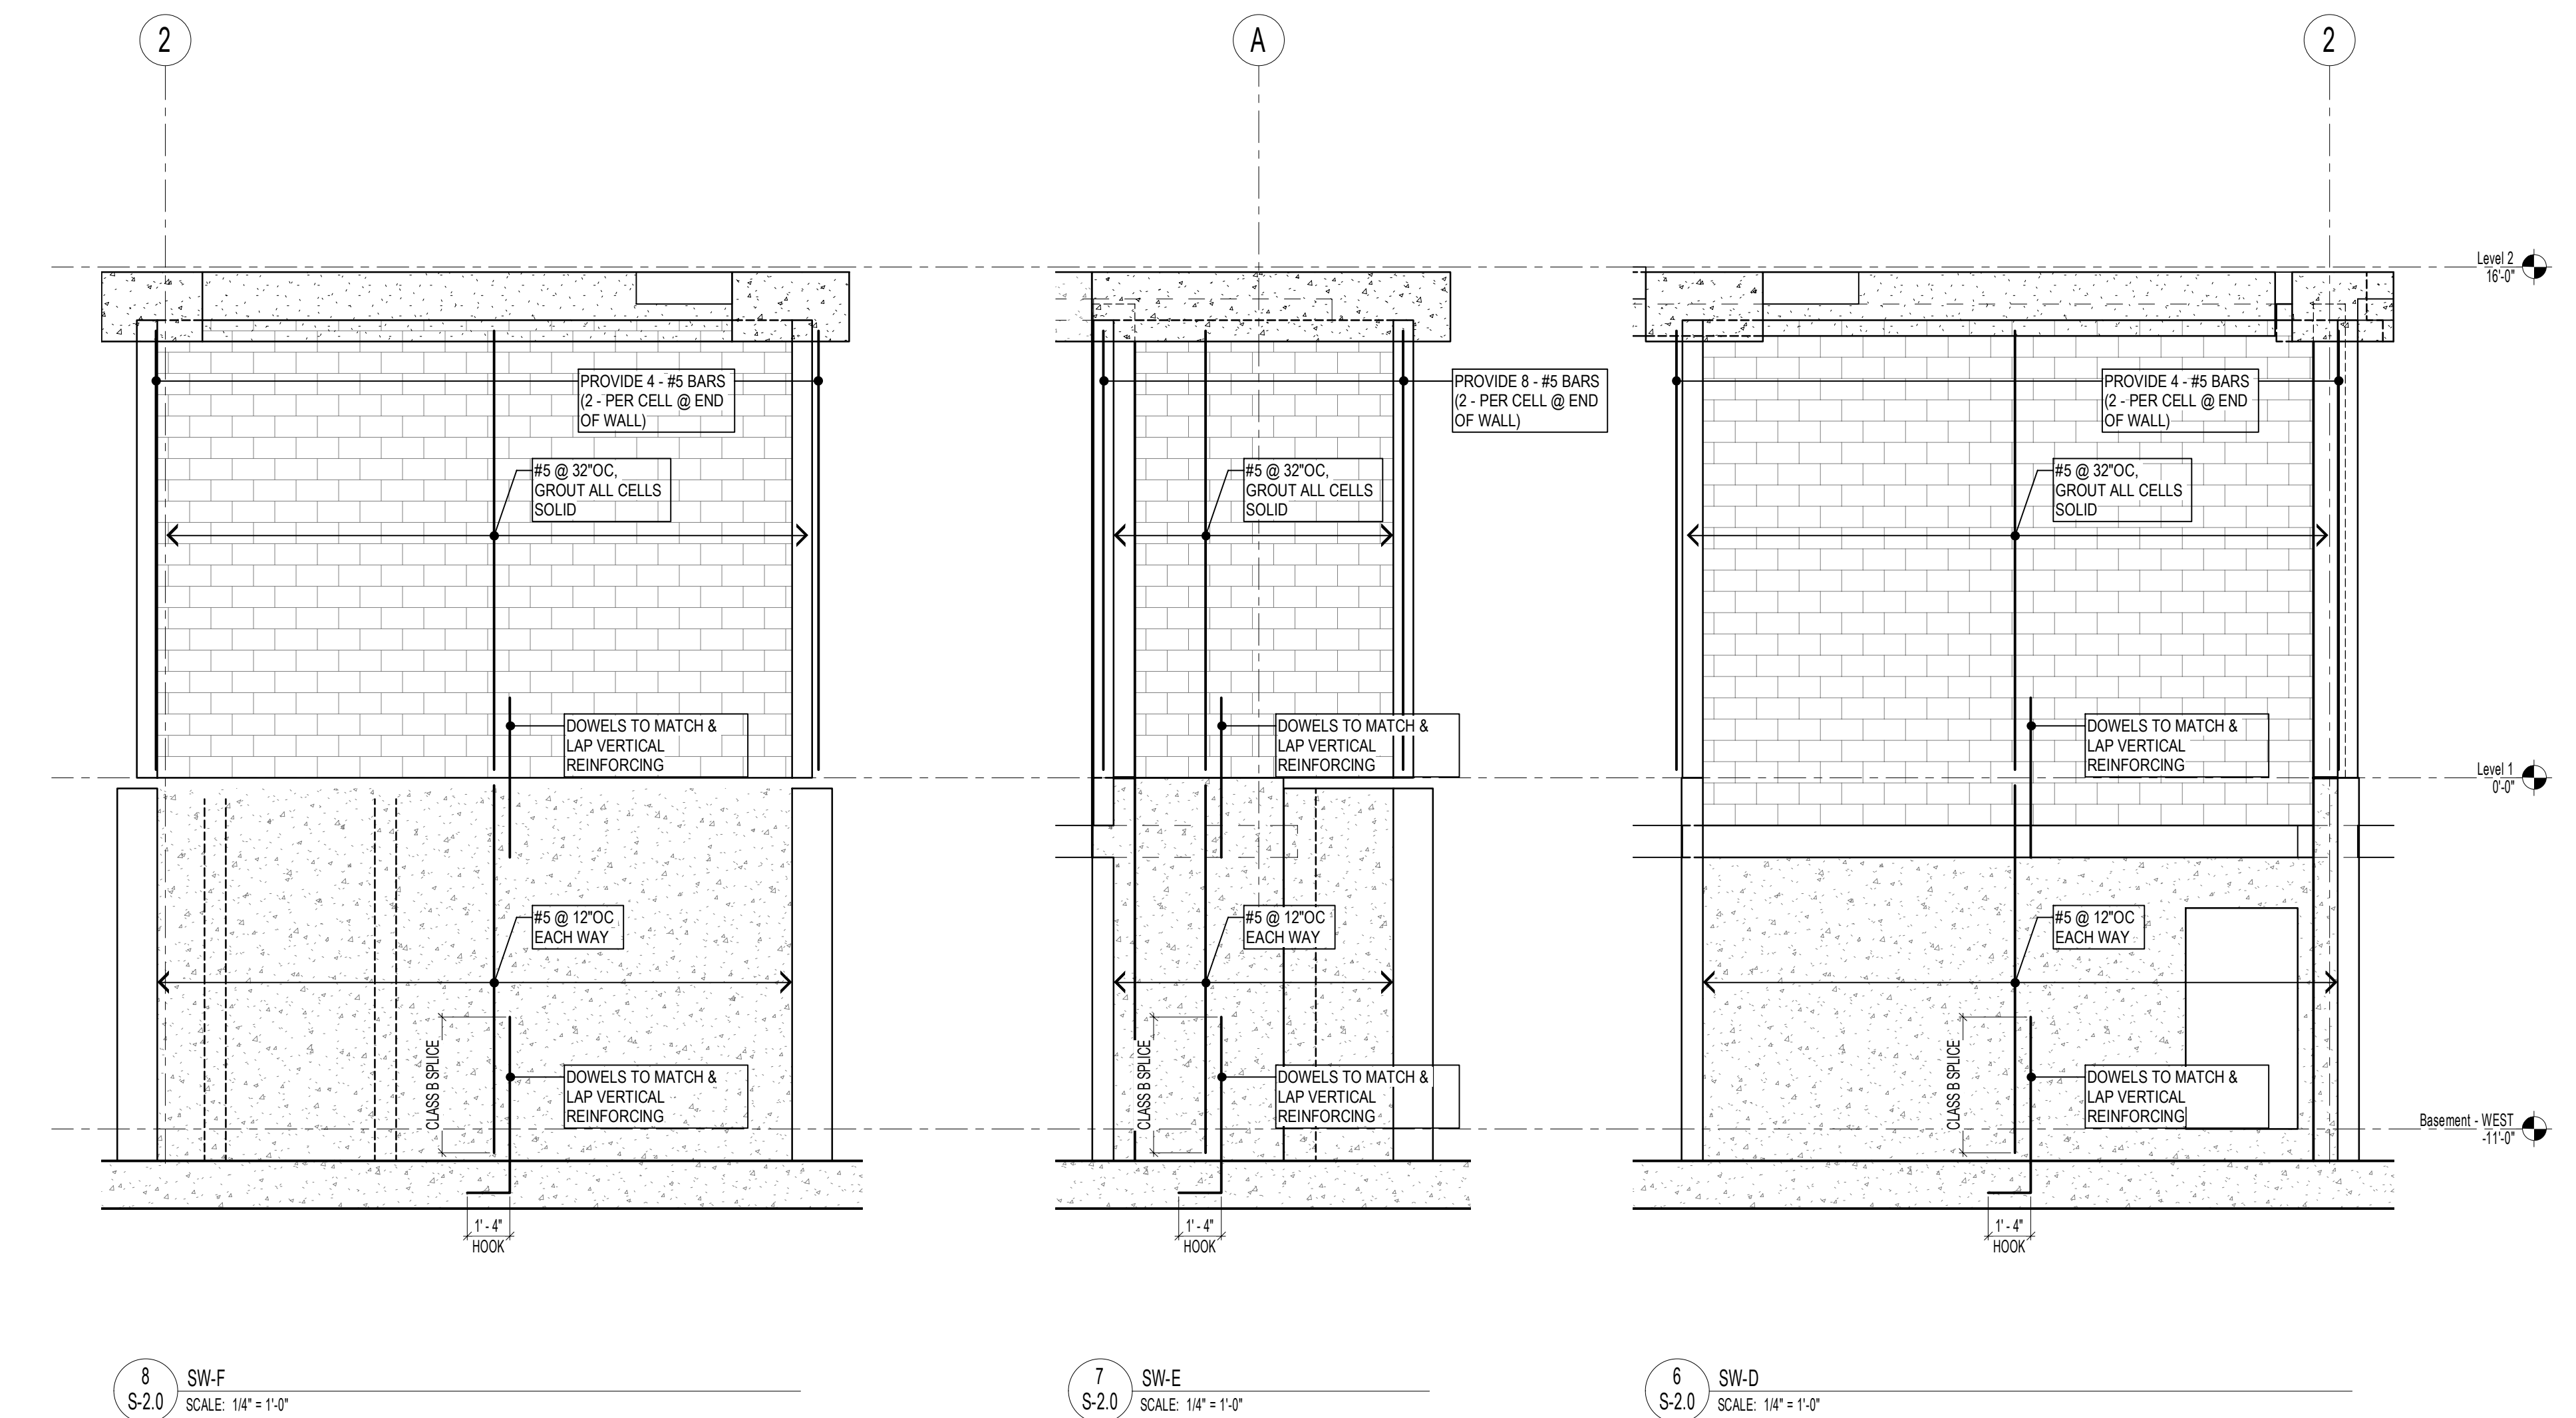 2
A
2
Level 2
16'-0"
PROVIDE 4 - #5 BARS
(2 - PER CELL @ END
OF WALL)
PROVIDE 8 - #5 BARS
(2 - PER CELL @ END
OF WALL)
PROVIDE 4 - #5 BARS
(2 - PER CELL @ END
OF WALL)
#5 @ 32"OC,
GROUT ALL CELLS
SOLID
#5 @ 32"OC,
GROUT ALL CELLS
SOLID
#5 @ 32"OC,
GROUT ALL CELLS
SOLID
DOWELS TO MATCH &
LAP VERTICAL
REINFORCING
DOWELS TO MATCH &
LAP VERTICAL
REINFORCING
DOWELS TO MATCH &
LAP VERTICAL
REINFORCING
Level 1
0'-0"
#5 @ 12"OC
EACH WAY
#5 @ 12"OC
EACH WAY
#5 @ 12"OC
EACH WAY
CLASS B SPLICE
DOWELS TO MATCH &
LAP VERTICAL
REINFORCING
CLASS B SPLICE
DOWELS TO MATCH &
LAP VERTICAL
REINFORCING
CLASS B SPLICE
DOWELS TO MATCH &
LAP VERTICAL
REINFORCING
Basement - WEST
-11'-0"
1' - 4"
HOOK
1' - 4"
HOOK
1' - 4"
HOOK
8
S-2.0
SW-F
SCALE: 1/4" = 1'-0"
7
S-2.0
SW-E
SCALE: 1/4" = 1'-0"
6
S-2.0
SW-D
SCALE: 1/4" = 1'-0"